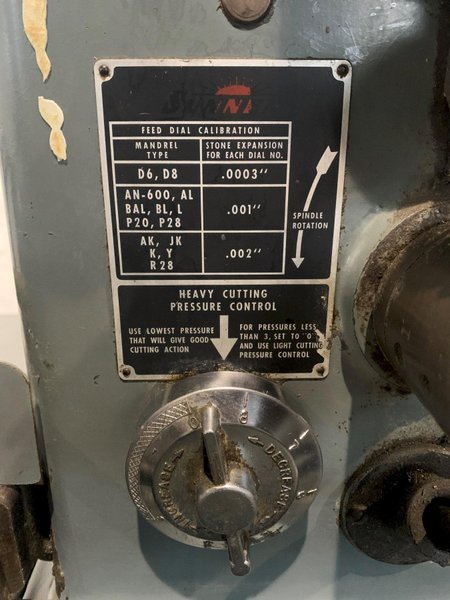 SUNNEN
FEED DIAL CALIBRATION
MANDREL TYPE
STONE EXPANSION FOR EACH DIAL NO.
D6, D8
.0003"
AN-600, AL
BAL, BL, L
P20, P28
.001"
AK, JK
K, Y
R28
.002"
SPINDLE
ROTATION
HEAVY CUTTING
PRESSURE CONTROL
USE LOWEST PRESSURE
THAT WILL GIVE GOOD
CUTTING ACTION
FOR PRESSURES LESS
THAN 3, SET TO "0"
AND USE LIGHT CUTTING
PRESSURE CONTROL
INCREASE
DECREASE